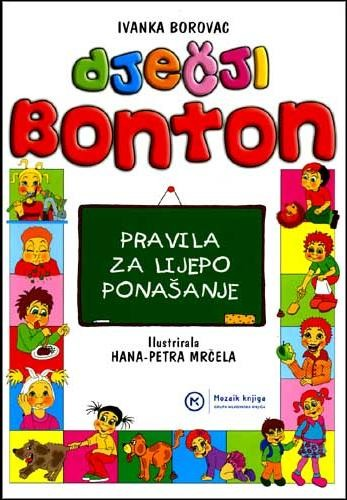 IVANKA BOROVAC
dječji
BONTON
PRAVILA
ZA LIJEPO
PONAŠANJE
Ilustrirala
HANA-PETRA MRČELA
Mozaik knjiga